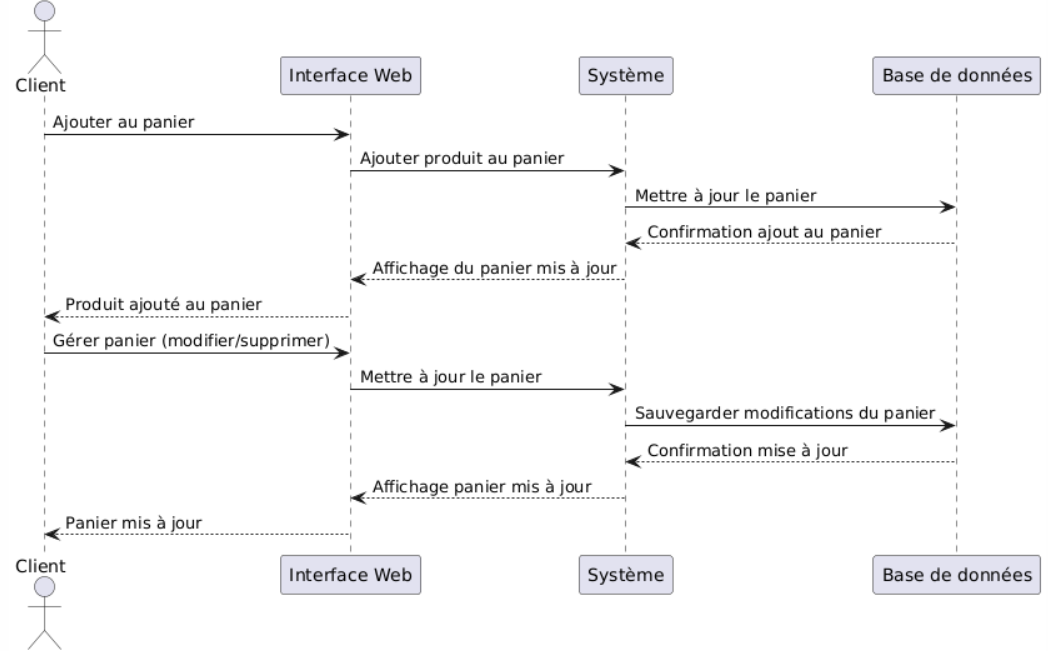 Client
Interface Web
Système
Base de données
Ajouter au panier
Ajouter produit au panier
Mettre à jour le panier
Confirmation ajout au panier
Affichage du panier mis à jour
Produit ajouté au panier
Gérer panier (modifier/supprimer)
Mettre à jour le panier
Sauvegarder modifications du panier
Confirmation mise à jour
Affichage panier mis à jour
Panier mis à jour
Client
Interface Web
Système
Base de données